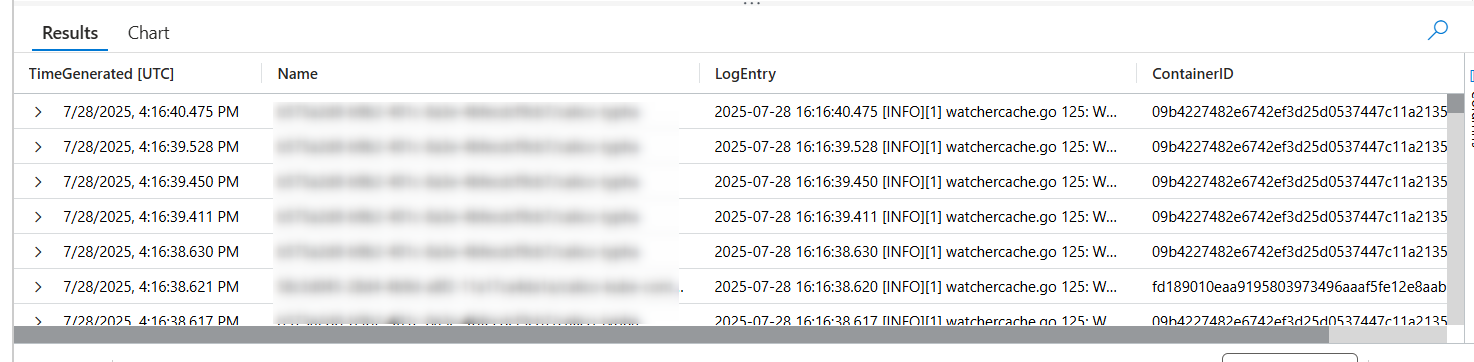 Results Chart
TimeGenerated [UTC] Name LogEntry ContainerID
7/28/2025, 4:16:40.475 PM 2025-07-28 16:16:40.475 [INFO][1] watchercache.go 125: W... 09b4227482e6742ef3d25d0537447c11a2135
7/28/2025, 4:16:39.528 PM 2025-07-28 16:16:39.528 [INFO][1] watchercache.go 125: W... 09b4227482e6742ef3d25d0537447c11a2135
7/28/2025, 4:16:39.450 PM 2025-07-28 16:16:39.450 [INFO][1] watchercache.go 125: W... 09b4227482e6742ef3d25d0537447c11a2135
7/28/2025, 4:16:39.411 PM 2025-07-28 16:16:39.411 [INFO][1] watchercache.go 125: W... 09b4227482e6742ef3d25d0537447c11a2135
7/28/2025, 4:16:38.630 PM 2025-07-28 16:16:38.630 [INFO][1] watchercache.go 125: W... 09b4227482e6742ef3d25d0537447c11a2135
7/28/2025, 4:16:38.621 PM 2025-07-28 16:16:38.620 [INFO][1] watchercache.go 125: W... fd189010eaa9195803973496aaaf5fe12e8aab
7/28/2025, 4:16:38.617 PM 2025-07-28 16:16:38.617 [INFO][1] watchercache.go 125: W 09b4227482e6742ef3d25d0537447c11a2135